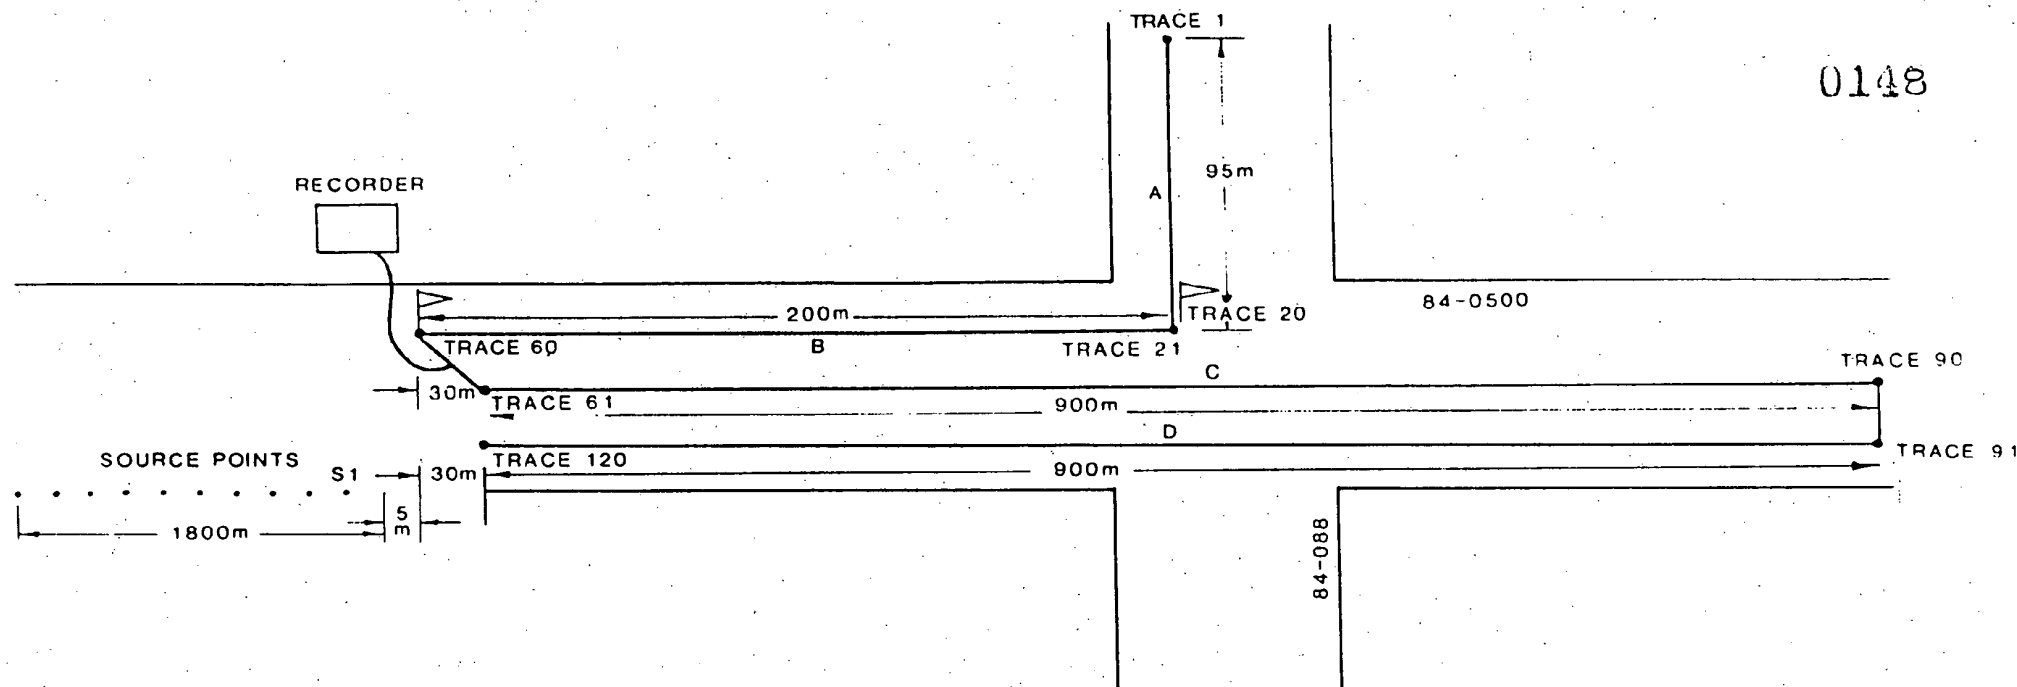 TRACE 1
0148
95m
A
RECORDER
84-0500
200m
TRACE 20
TRACE 60
B
TRACE 21
TRACE 90
C
30m
TRACE 61
900m
D
TRACE 120
900m
TRACE 91
SOURCE POINTS
S1
30m
5
m
1800m
84-088